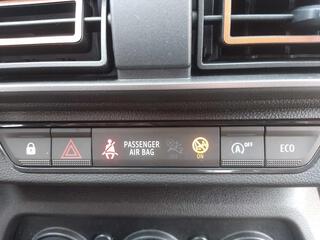 PASSENGER
AIR BAG
ON
A OFF
ECO